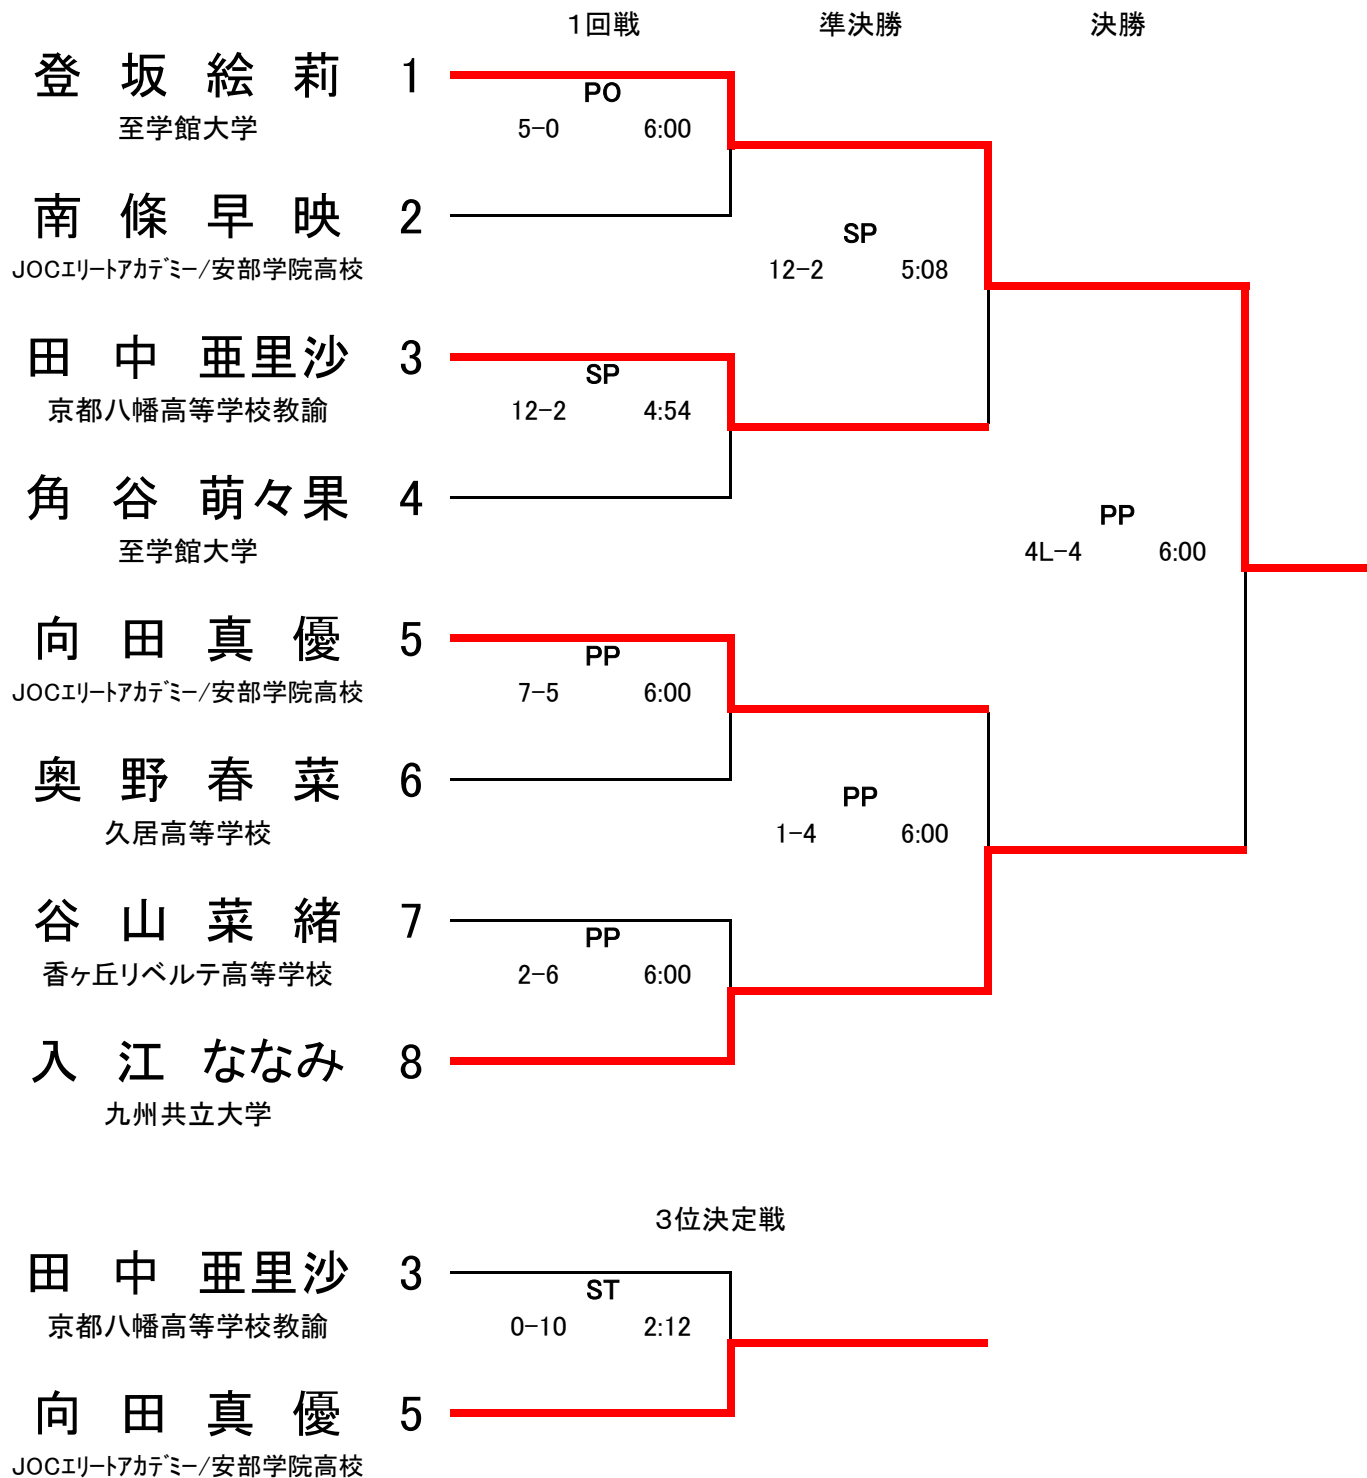 １回戦 準決勝 決勝
登 坂 絵 莉 1
PO
至学館大学 5-0 6:00
南 條 早 映 2
SP
JOCｴﾘｰﾄｱｶﾃﾞﾐｰ/安部学院高校 12-2 5:08
田 中 亜里沙 3
SP
京都八幡高等学校教諭 12-2 4:54
角 谷 萌々果 4
PP
至学館大学 4L-4 6:00
向 田 真 優 5
PP
JOCｴﾘｰﾄｱｶﾃﾞﾐｰ/安部学院高校 7-5 6:00
奥 野 春 菜 6
PP
久居高等学校 1-4 6:00
谷 山 菜 緒 7
PP
香ヶ丘リベルテ高等学校 2-6 6:00
入 江 ななみ 8
九州共立大学
３位決定戦
田 中 亜里沙 3
ST
京都八幡高等学校教諭 0-10 2:12
向 田 真 優 5
JOCｴﾘｰﾄｱｶﾃﾞﾐｰ/安部学院高校